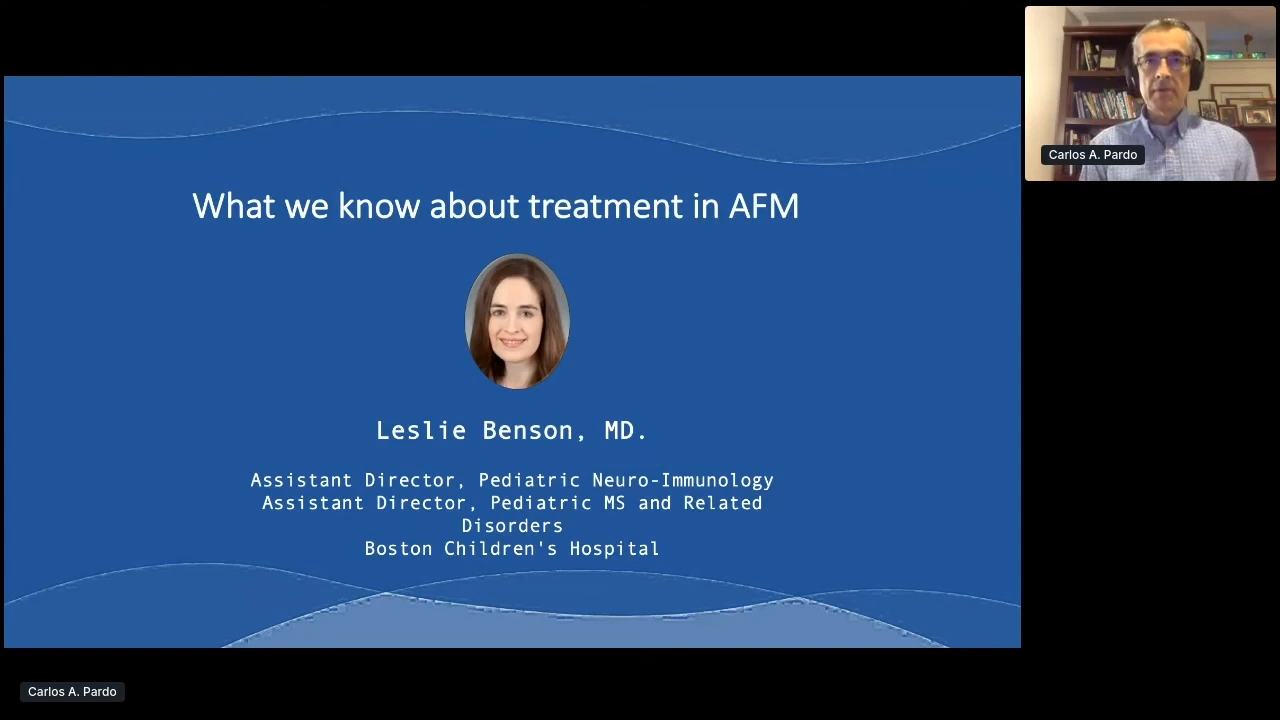 Carlos A. Pardo
What we know about treatment in AFM
Leslie Benson, MD.
Assistant Director, Pediatric Neuro-Immunology
Assistant Director, Pediatric MS and Related
Disorders
Boston Children's Hospital
Carlos A. Pardo